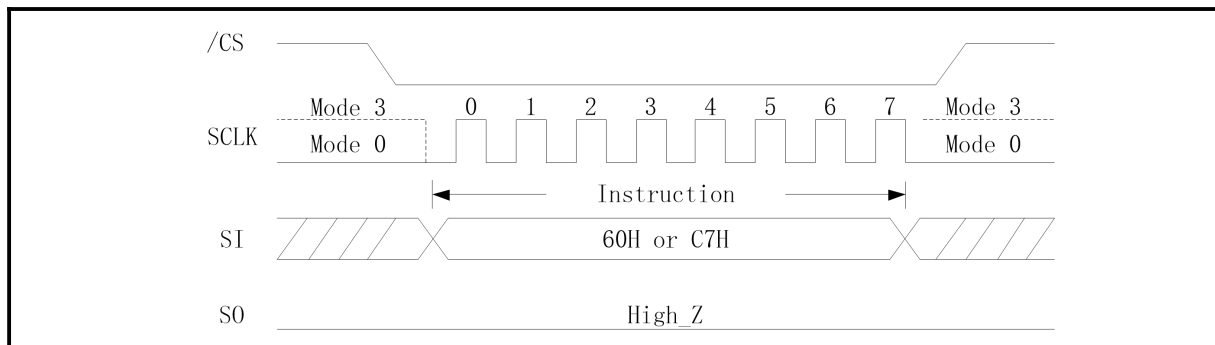 /CS
Mode 3 0 1 2 3 4 5 6 7 Mode 3
SCLK
Mode 0 Mode 0
Instruction
SI 60H or C7H
SO High_Z